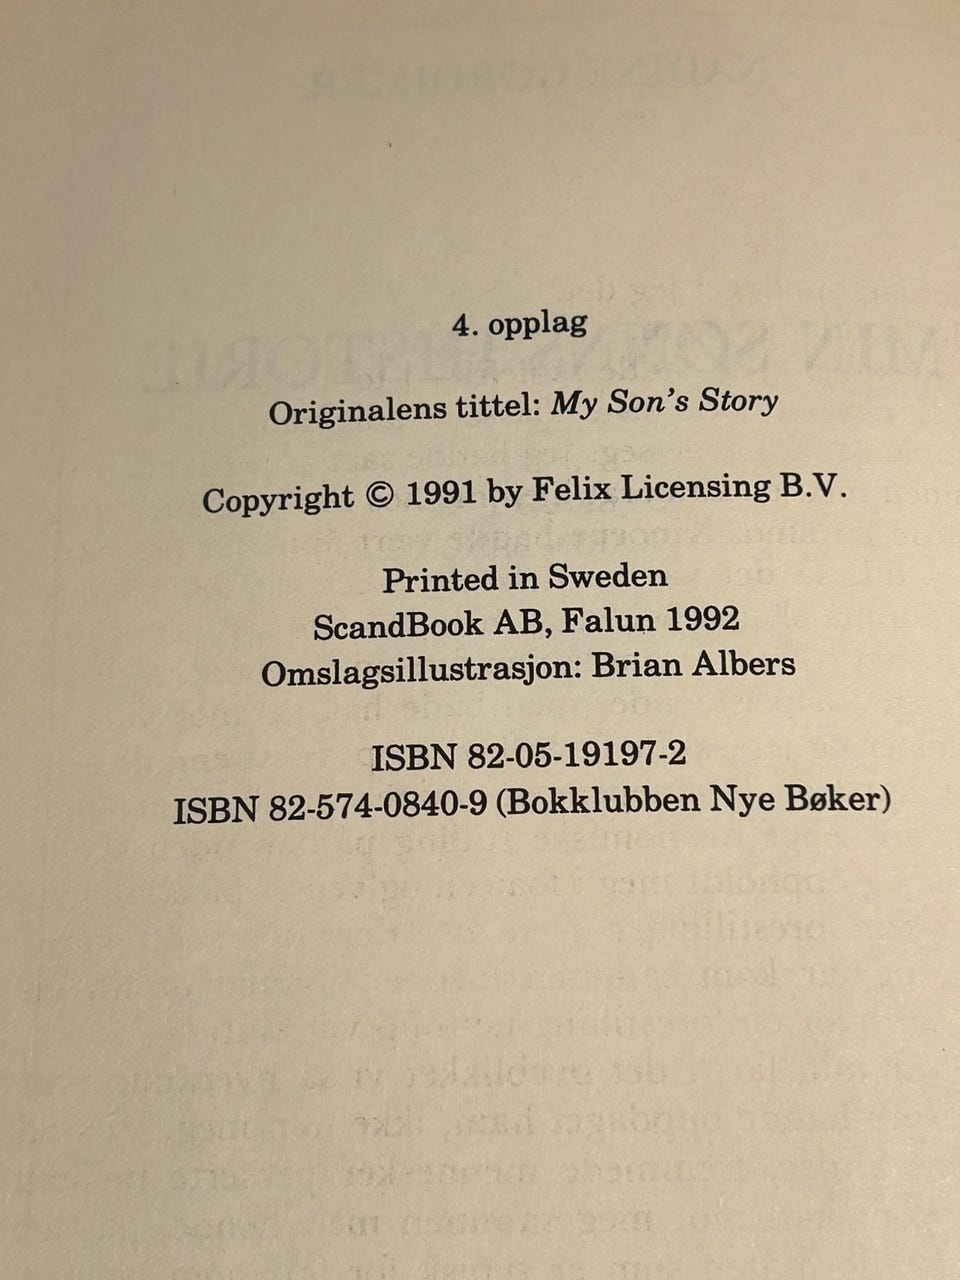 4. opplag
Originalens tittel: My Son's Story
Copyright © 1991 by Felix Licensing B.V.
Printed in Sweden
ScandBook AB, Falun 1992
Omslagsillustrasjon: Brian Albers
ISBN 82-05-19197-2
ISBN 82-574-0840-9 (Bokklubben Nye Bøker)